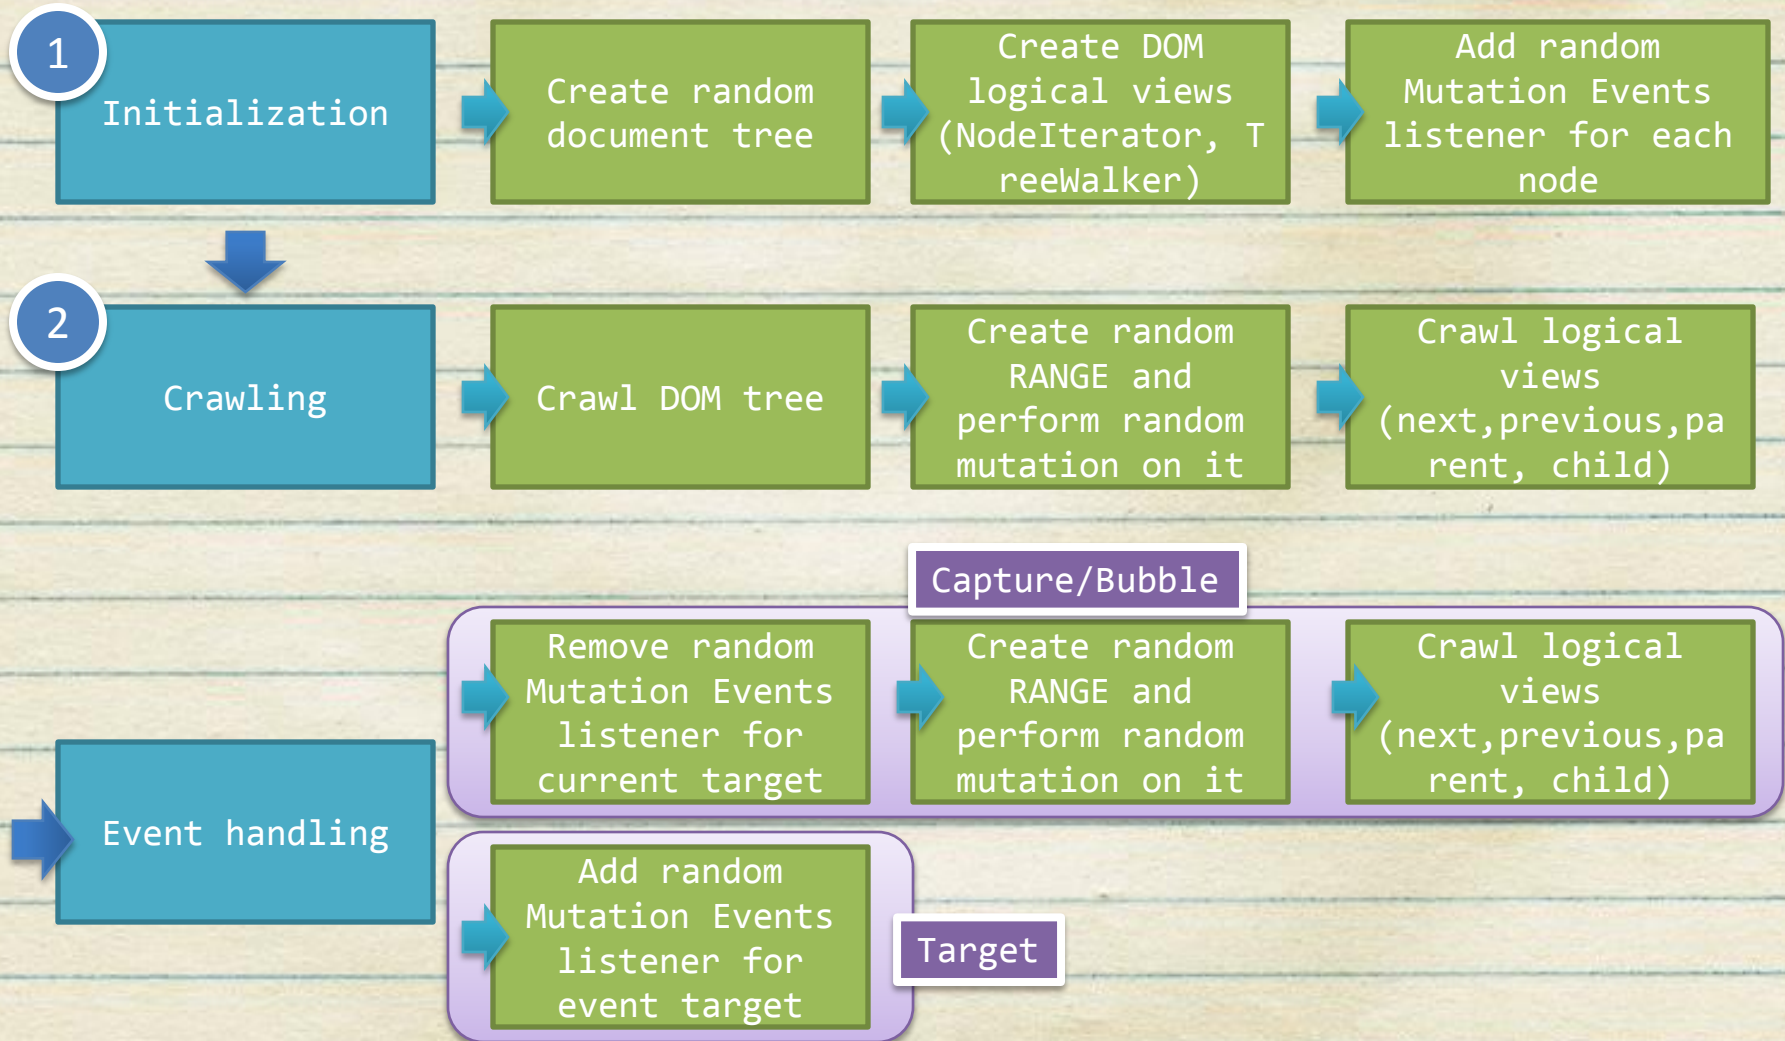 1
Initialization
Create random
document tree
Create DOM
logical views
(NodeIterator, T
reeWalker)
Add random
Mutation Events
listener for each
node
2
Crawling
Crawl DOM tree
Create random
RANGE and
perform random
mutation on it
Crawl logical
views
(next,previous,pa
rent, child)
Capture/Bubble
Event handling
Remove random
Mutation Events
listener for
current target
Create random
RANGE and
perform random
mutation on it
Crawl logical
views
(next,previous,pa
rent, child)
Add random
Mutation Events
listener for
event target
Target